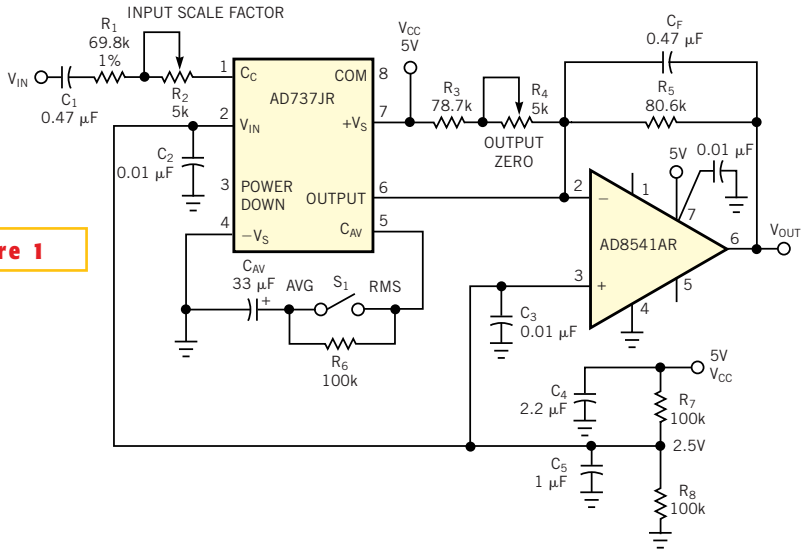 INPUT SCALE FACTOR
R1
69.8k
1%
VIN
C1
0.47 µF
R2
5k
1
CC
COM
8
AD737JR
2
VIN
+VS
7
C2
0.01 µF
3
POWER
DOWN
OUTPUT
6
4
−VS
CAV
5
VCC
5V
R3
78.7k
R4
5k
OUTPUT
ZERO
CF
0.47 µF
R5
80.6k
5V
0.01 µF
1
7
2
−
AD8541AR
6
VOUT
3
+
5
4
C3
0.01 µF
re 1
CAV
33 µF
+
AVG
S1
RMS
R6
100k
5V
VCC
C4
2.2 µF
R7
100k
2.5V
C5
1 µF
R8
100k